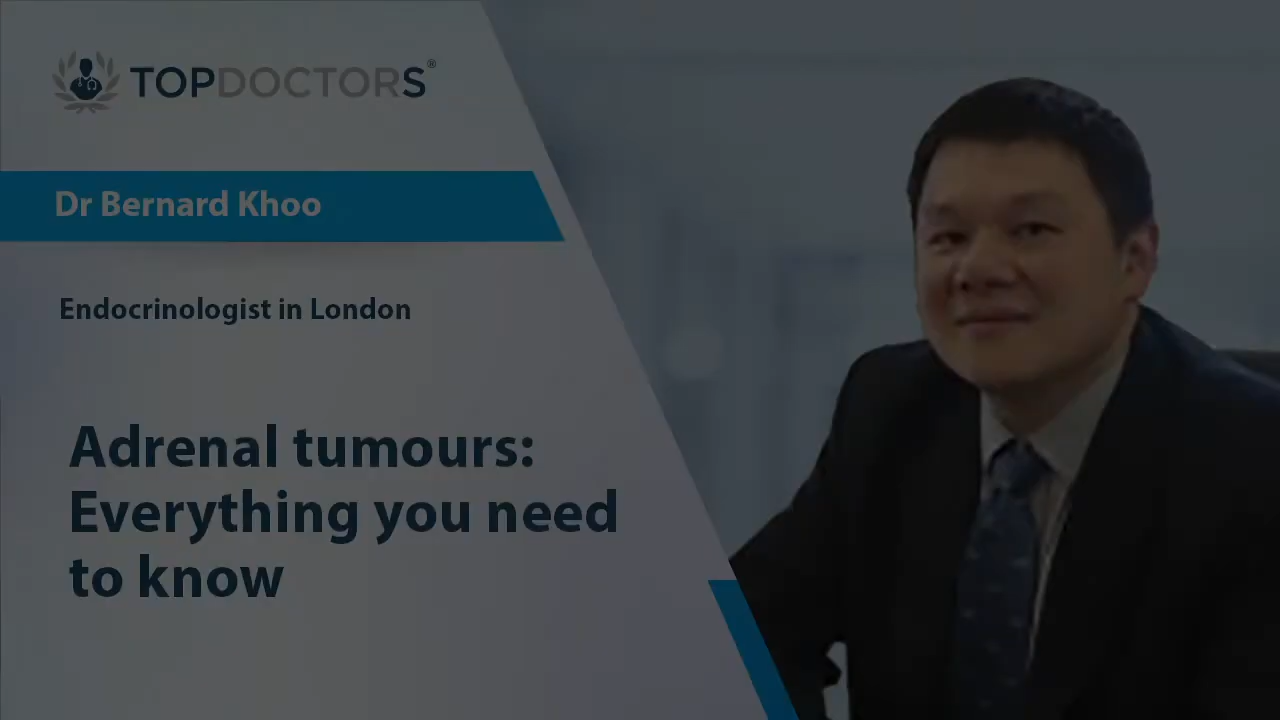 TOPDOCTORS®
Dr Bernard Khoo
Endocrinologist in London
Adrenal tumours:
Everything you need
to know